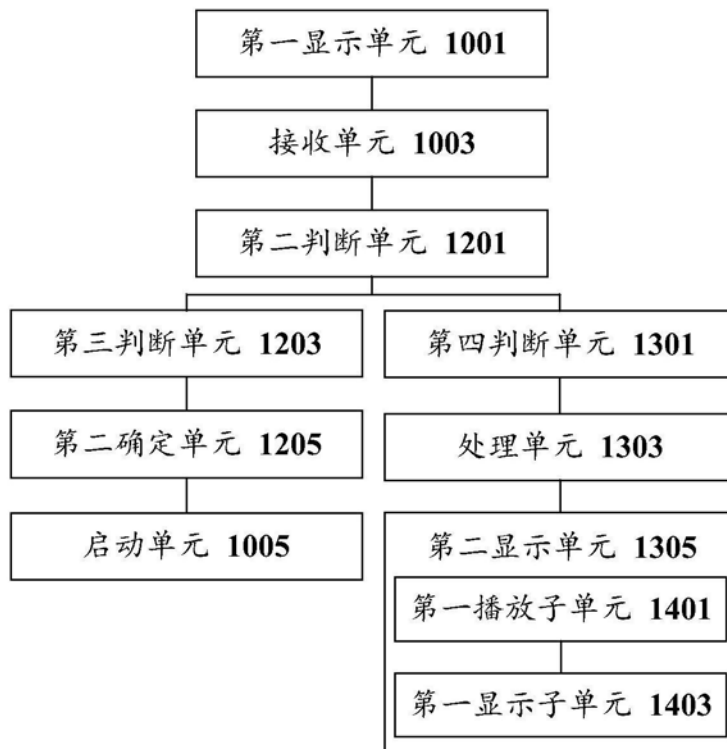 第一显示单元 1001
接收单元 1003
第二判断单元 1201
第三判断单元 1203
第四判断单元 1301
第二确定单元 1205
处理单元 1303
启动单元 1005
第二显示单元 1305
第一播放子单元 1401
第一显示子单元 1403